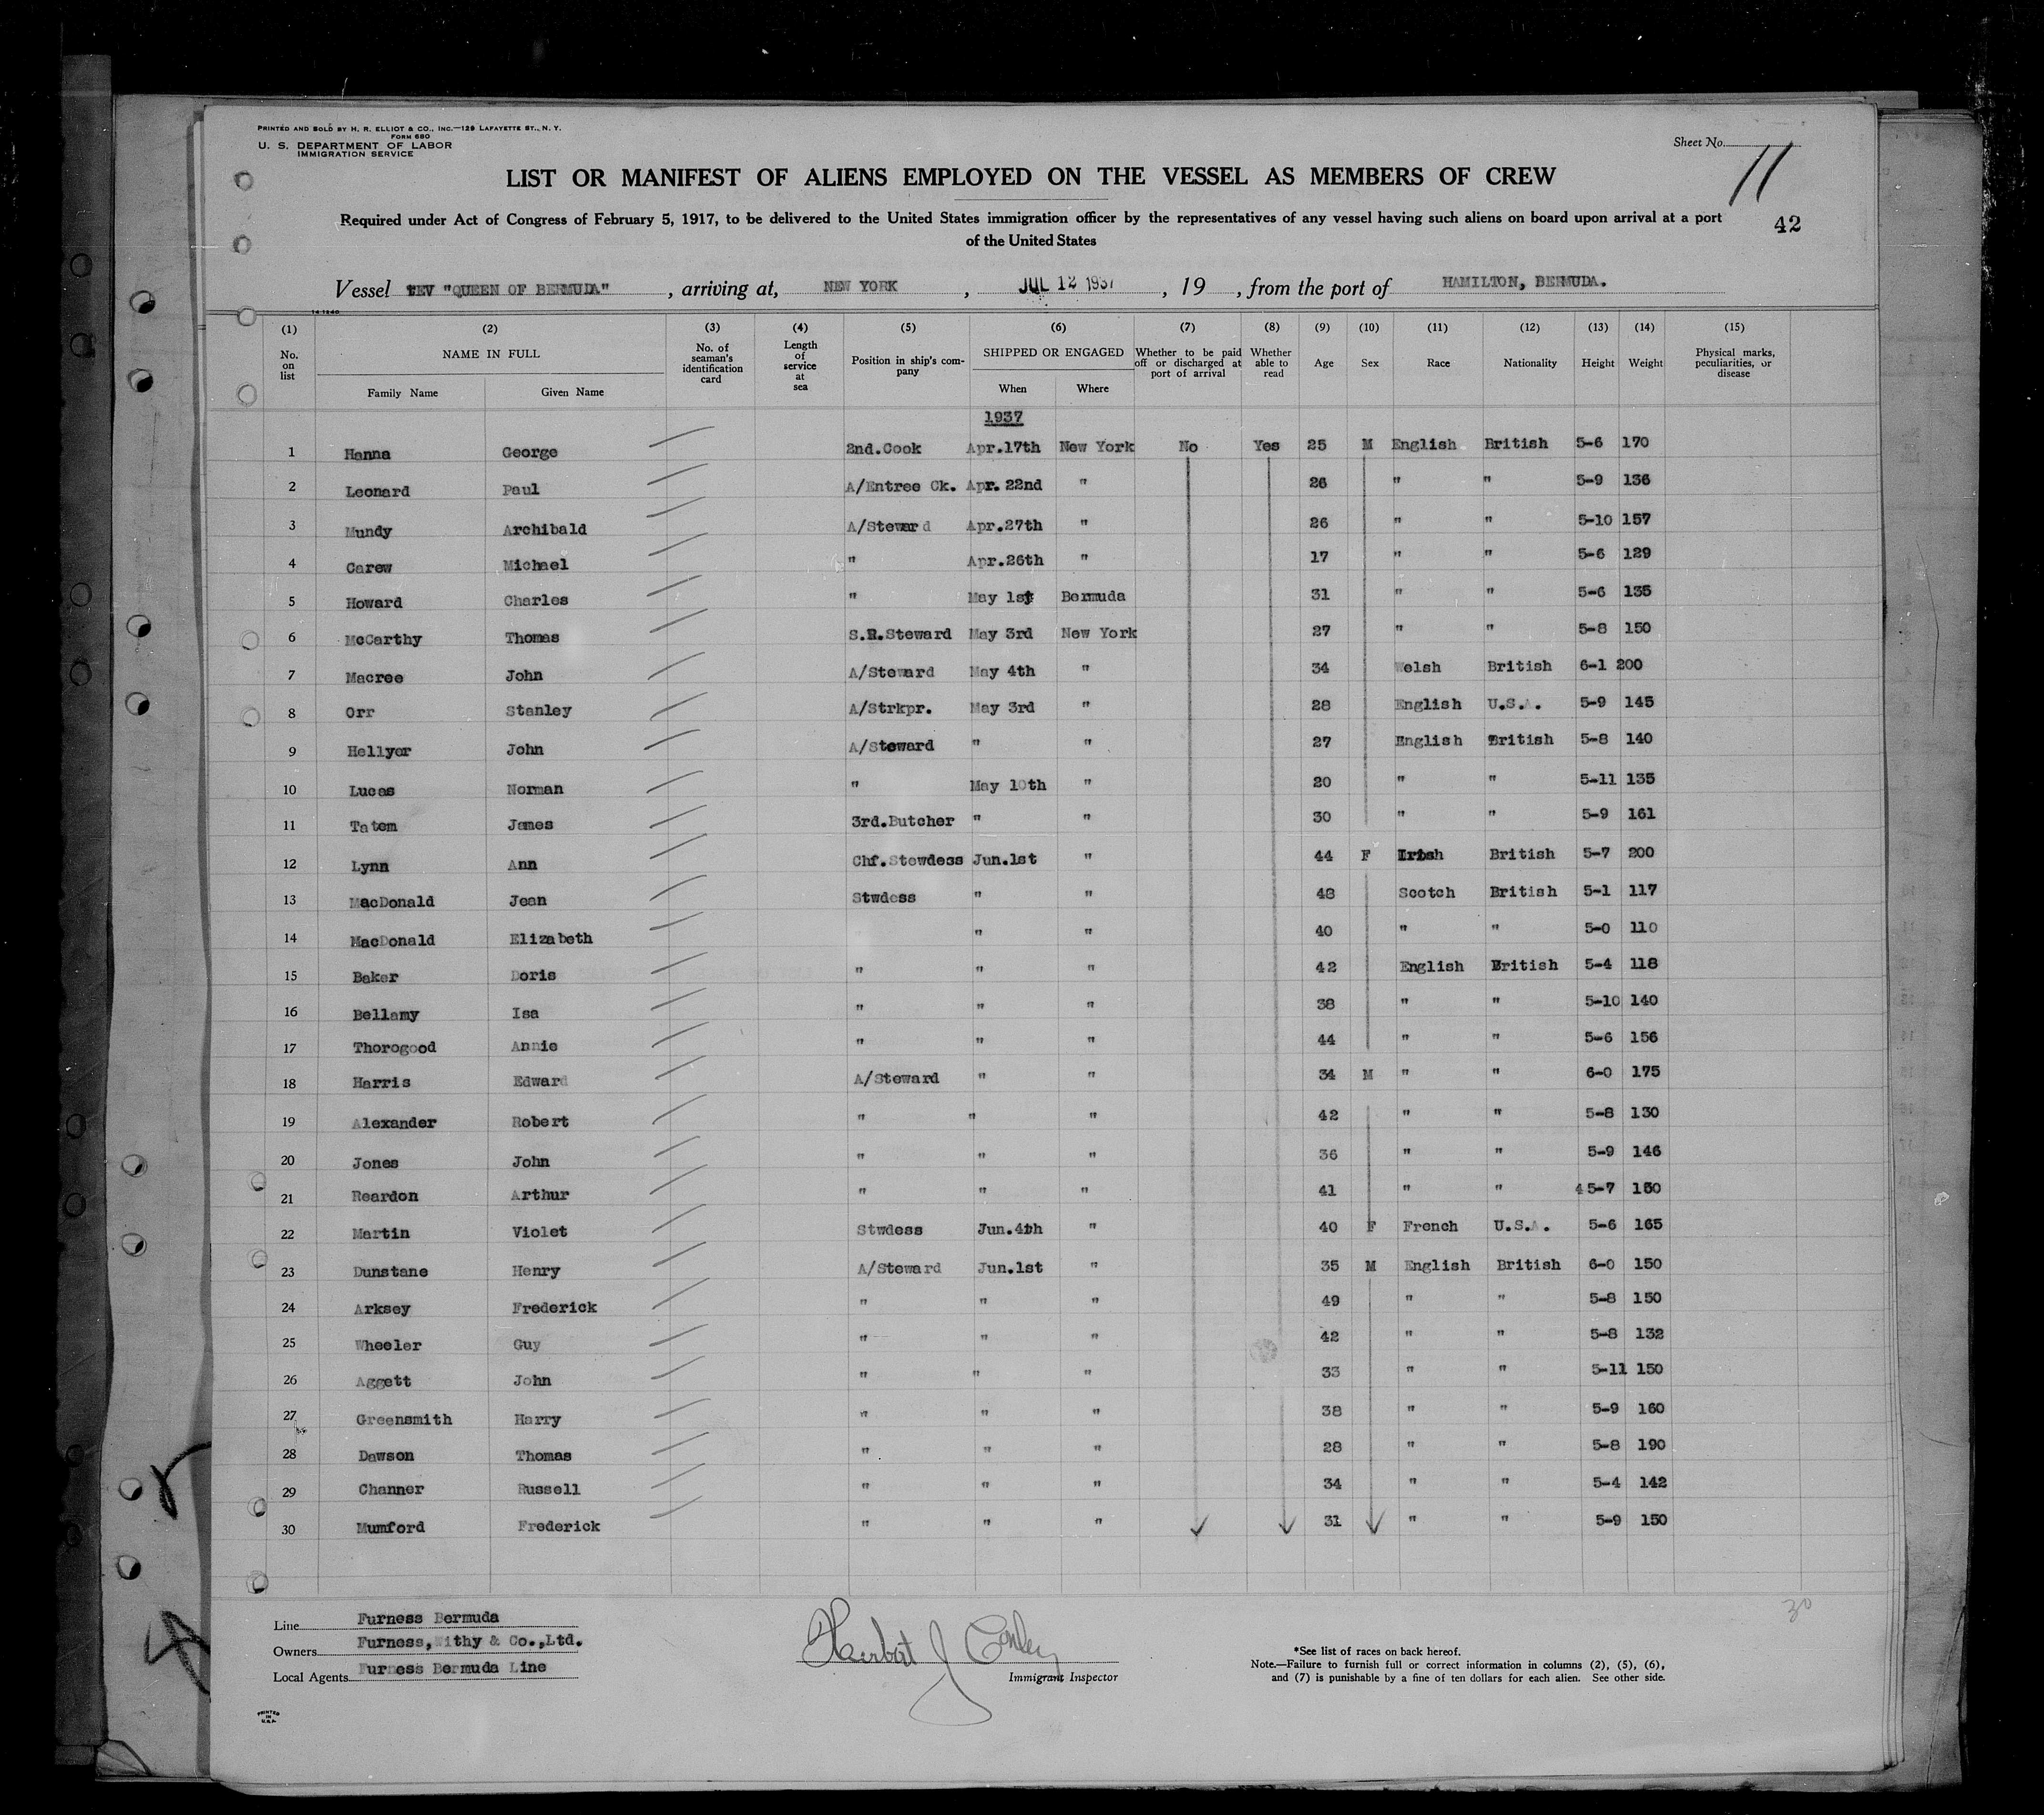 PRINTED AND SOLD BY H. R. ELLIOT & CO., INC.—129 LAFAYETTE ST., N. Y.
FORM 680
U. S. DEPARTMENT OF LABOR
IMMIGRATION SERVICE
Sheet No. 11
LIST OR MANIFEST OF ALIENS EMPLOYED ON THE VESSEL AS MEMBERS OF CREW
Required under Act of Congress of February 5, 1917, to be delivered to the United States immigration officer by the representatives of any vessel having such aliens on board upon arrival at a port
of the United States
42
Vessel TEV "QUEEN OF BERMUDA", arriving at, NEW YORK, JUL 12 1937, 19, from the port of HAMILTON, BERMUDA.
(1) (2) (3) (4) (5) (6) (7) (8) (9) (10) (11) (12) (13) (14) (15)
No. on list NAME IN FULL Family Name Given Name No. of seaman's identification card Length of service at sea Position in ship's company SHIPPED OR ENGAGED When Where Whether to be paid off or discharged at port of arrival Whether able to read Age Sex Race Nationality Height Weight Physical marks, peculiarities, or disease
1937
1 Hanna George 2nd.Cook Apr.17th New York No Yes 25 M English British 5-6 170
2 Leonard Paul A/Entree Ck. Apr. 22nd " 26 " " 5-9 136
3 Mundy Archibald A/Steward Apr.27th " 26 " " 5-10 157
4 Carew Michael " Apr.26th " 17 " " 5-6 129
5 Howard Charles " May 1st Bermuda 31 " " 5-6 135
6 McCarthy Thomas S.R.Steward May 3rd New York 27 " " 5-8 150
7 Macree John A/Steward May 4th " 34 Welsh British 6-1 200
8 Orr Stanley A/Strkpr. May 3rd " 28 English U.S.A. 5-9 145
9 Hellyer John A/Steward " " 27 English British 5-8 140
10 Lucas Norman " May 10th " 20 " " 5-11 135
11 Tatem James 3rd.Butcher " " 30 " " 5-9 161
12 Lynn Ann Chf.Stewdess Jun.1st " 44 F Irish British 5-7 200
13 MacDonald Jean Stwdess " " 48 Scotch British 5-1 117
14 MacDonald Elizabeth " " 40 " " 5-0 110
15 Baker Doris " " " 42 English British 5-4 118
16 Bellamy Isa " " " 38 " " 5-10 140
17 Thorogood Annie " " " 44 " " 5-6 156
18 Harris Edward A/Steward " " 34 M " " 6-0 175
19 Alexander Robert " " " 42 " " 5-8 130
20 Jones John " " " 36 " " 5-9 146
21 Reardon Arthur " " " 41 " " 5-7 160
22 Martin Violet Stwdess Jun.4th " 40 F French U.S.A. 5-6 165
23 Dunstane Henry A/Steward Jun.1st " 35 M English British 6-0 150
24 Arksey Frederick " " " 49 " " 5-8 150
25 Wheeler Guy " " " 42 " " 5-8 132
26 Aggett John " " " 33 " " 5-11 150
27 Greensmith Harry " " " 38 " " 5-9 160
28 Dawson Thomas " " " 28 " " 5-8 190
29 Channer Russell " " " 34 " " 5-4 142
30 Mumford Frederick " " " 31 " " 5-9 150
30
Line Furness Bermuda
Owners Furness, Withy & Co.,Ltd.
Local Agents Furness Bermuda Line
Herbert J Conley
Immigrant Inspector
*See list of races on back hereof.
Note.—Failure to furnish full or correct information in columns (2), (5), (6),
and (7) is punishable by a fine of ten dollars for each alien. See other side.
PRINTED
IN
U.S.A.